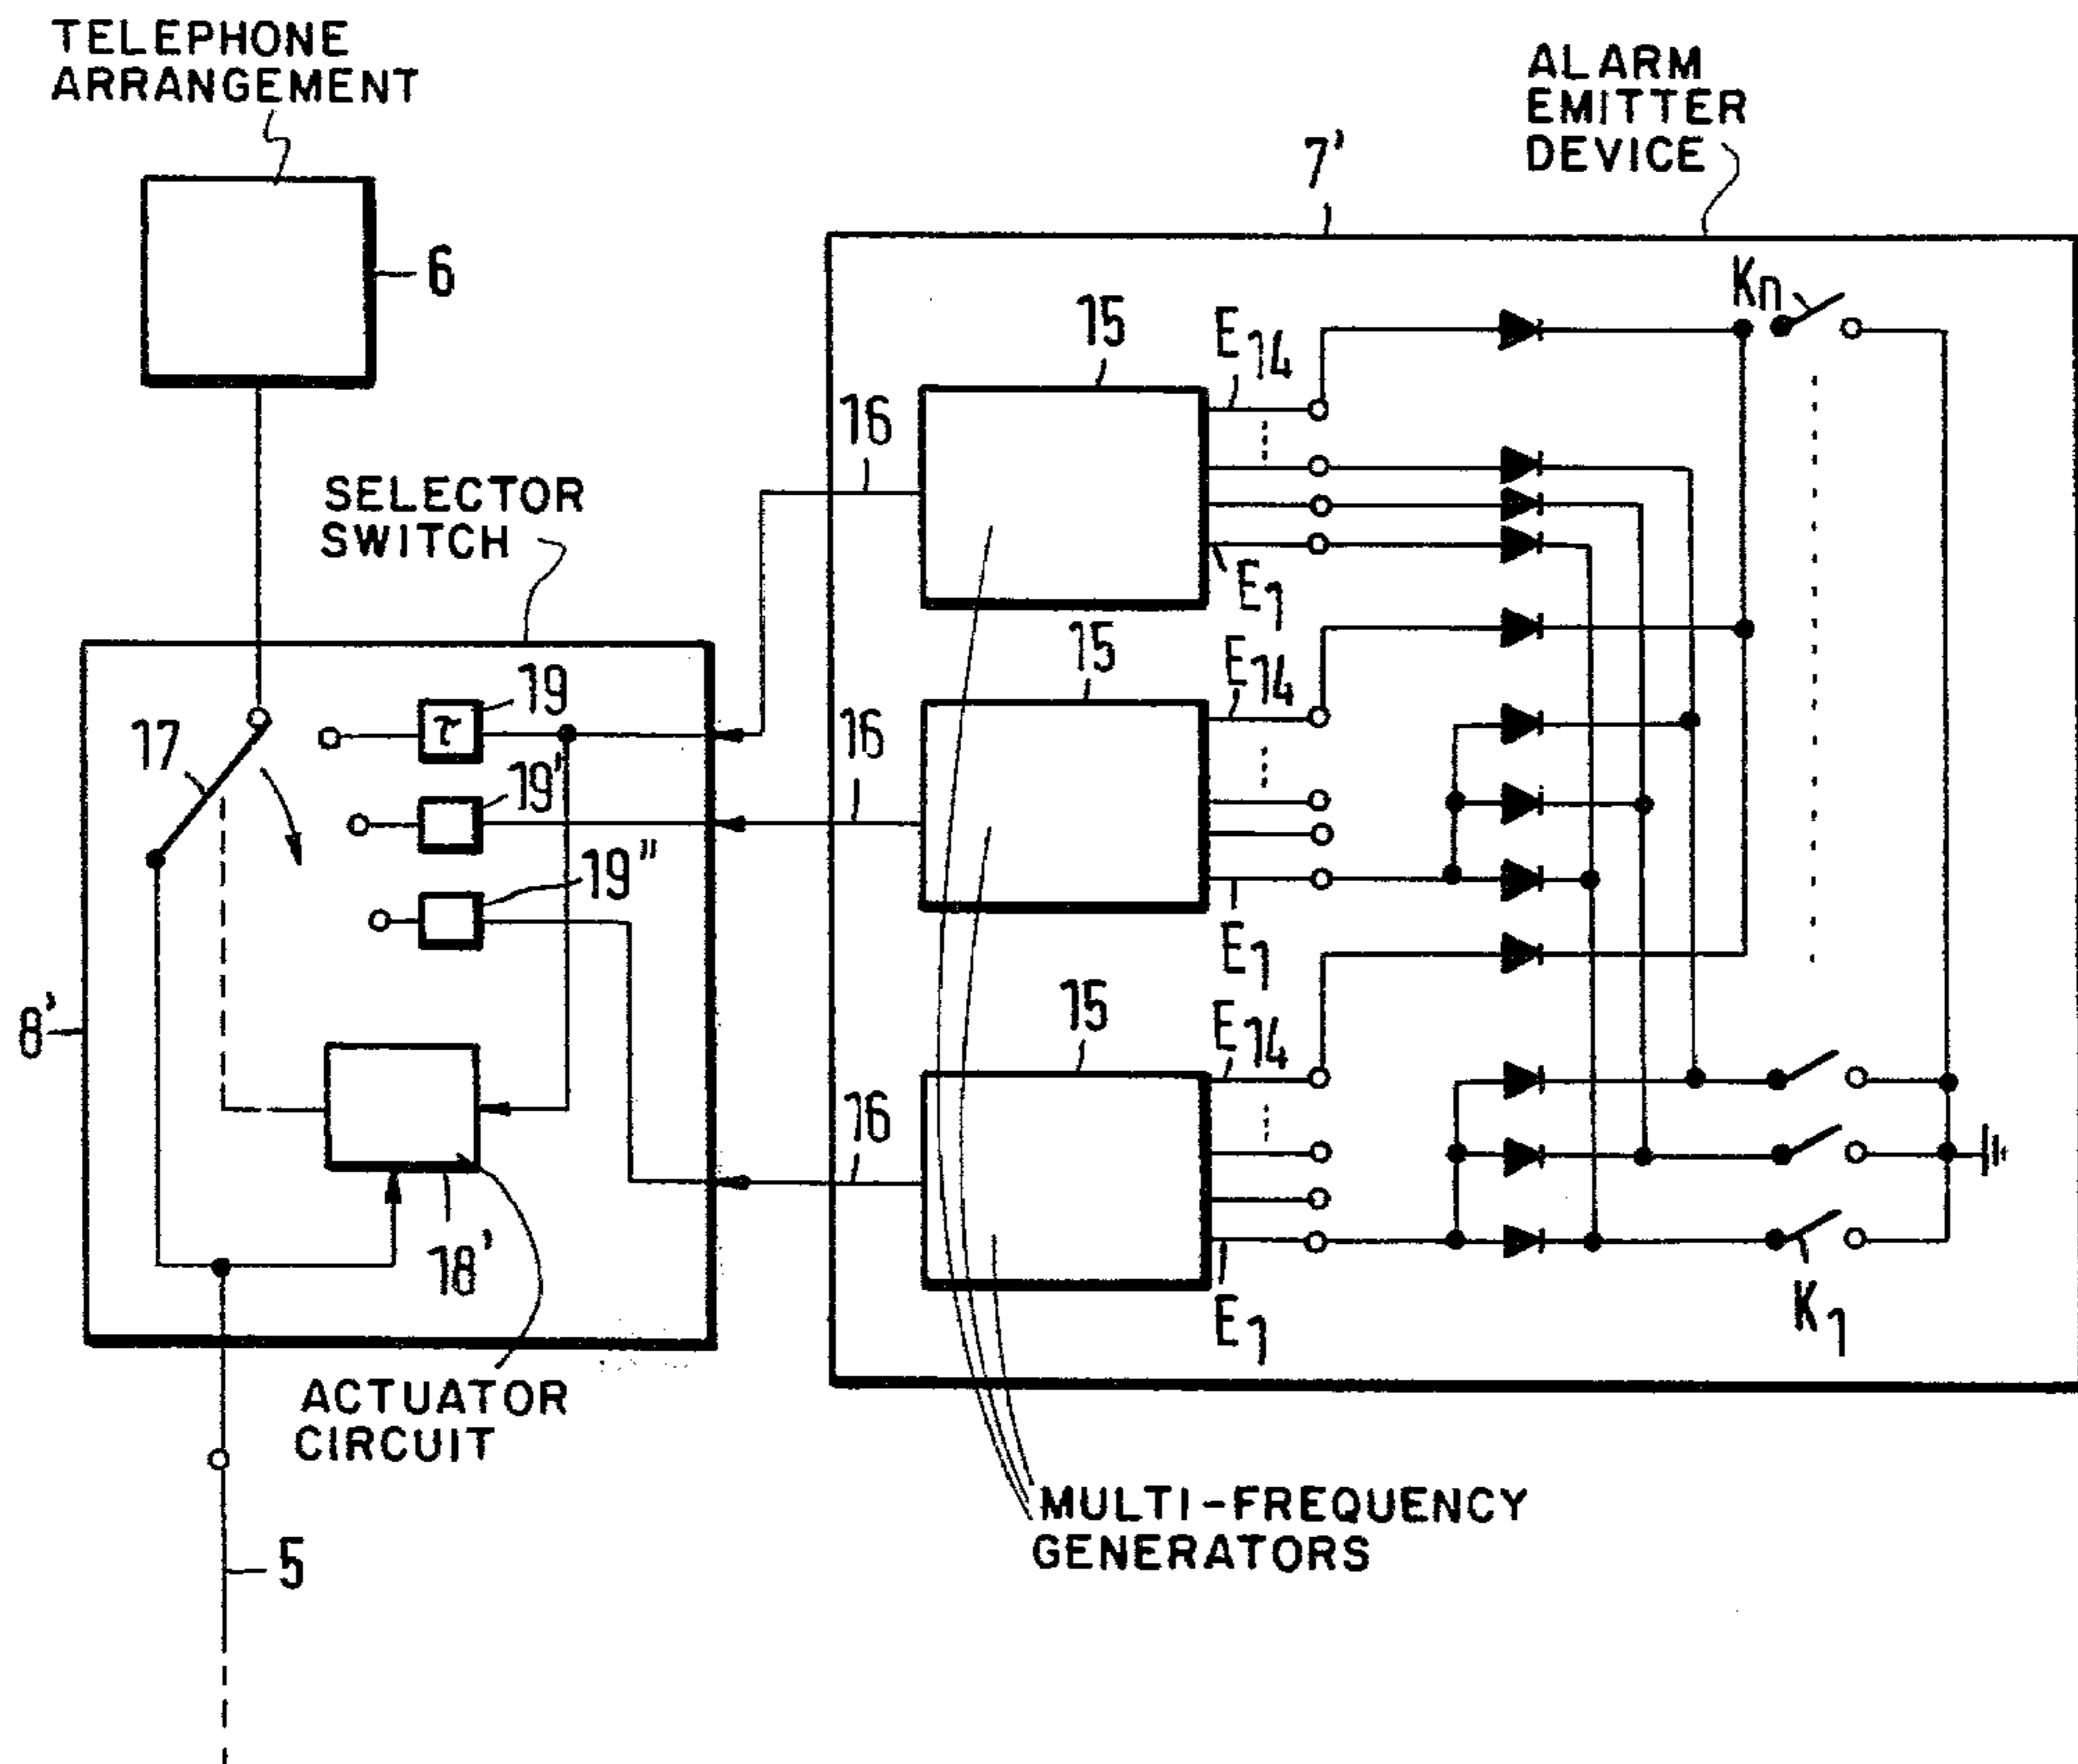 TELEPHONE
ARRANGEMENT
ALARM
EMITTER
DEVICE
7'
6
Kn
15
E14
16
SELECTOR
SWITCH
E1
15
E14
19
τ
17
16
19'
19"
E1
15
E14
8'
16
18'
K1
E1
ACTUATOR
CIRCUIT
MULTI-FREQUENCY
GENERATORS
5